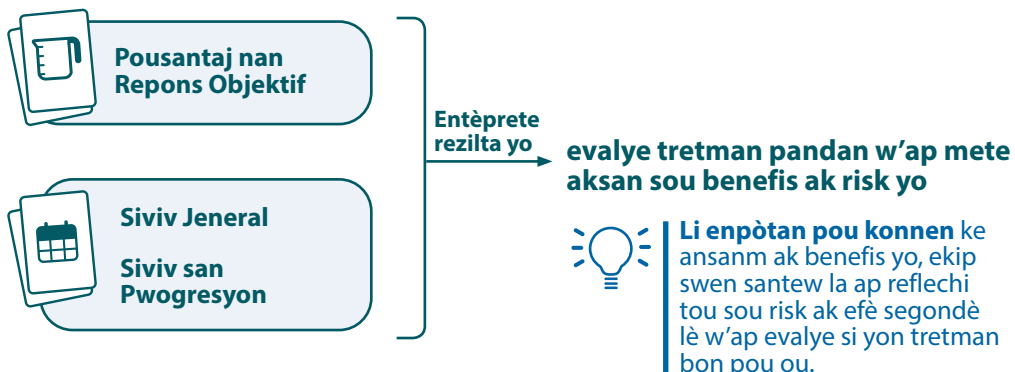 Pousantaj nan
Repons Objektif
Siviv Jeneral
Siviv san
Pwogresyon
Entèprete
rezilta yo
evalye tretman pandan w’ap mete
aksan sou benefis ak risk yo
Li enpòtan pou konnen ke
ansanm ak benefis yo, ekip
swen santew la ap reflechi
tou sou risk ak efè segondè
lè w’ap evalye si yon tretman
bon pou ou.